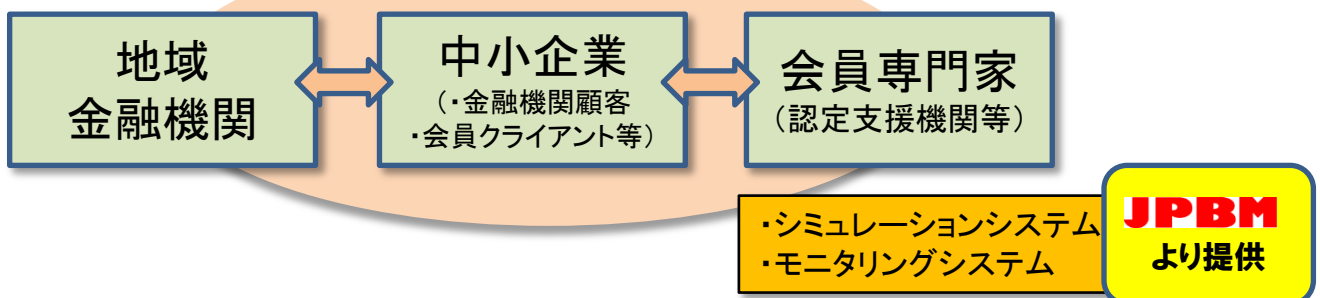 地域
金融機関
中小企業
（・金融機関顧客
・会員クライアント等）
会員専門家
（認定支援機関等）
・シミュレーションシステム
・モニタリングシステム
JPBM
より提供